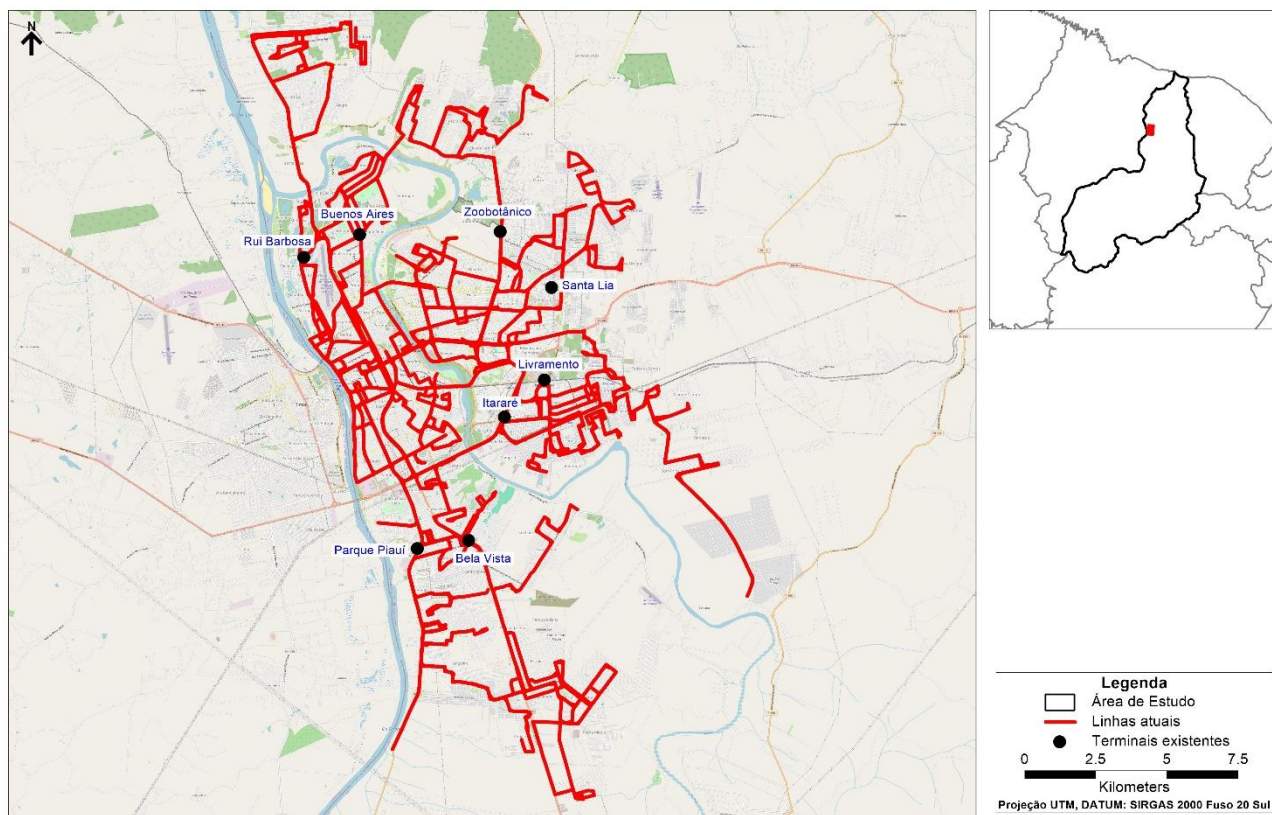 N
Buenos Aires
Zoobotânico
Rui Barbosa
Santa Lia
Livramento
Itararé
Parque Piauí
Bela Vista
Legenda
Área de Estudo
Linhas atuais
Terminais existentes
0 2.5 5 7.5
Kilometers
Projeção UTM, DATUM: SIRGAS 2000 Fuso 20 Sul